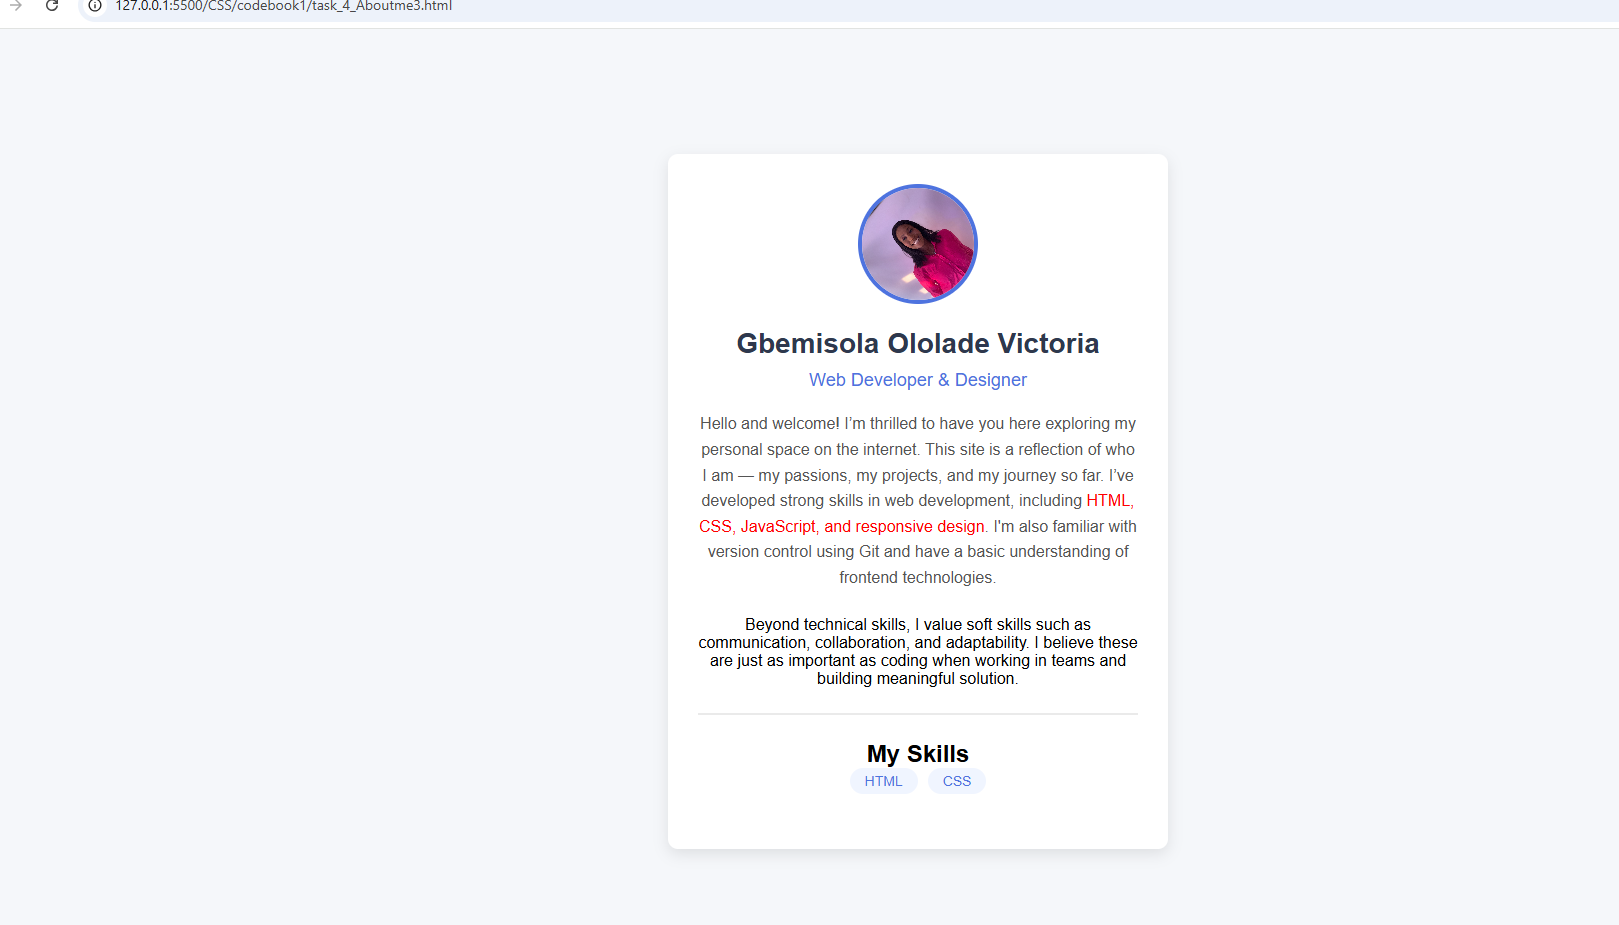 127.0.0.1:5500/CSS/codebook1/task_4_Aboutme3.html
Gbemisola Ololade Victoria
Web Developer & Designer
Hello and welcome! I’m thrilled to have you here exploring my
personal space on the internet. This site is a reflection of who
I am — my passions, my projects, and my journey so far. I’ve
developed strong skills in web development, including HTML,
CSS, JavaScript, and responsive design. I'm also familiar with
version control using Git and have a basic understanding of
frontend technologies.
Beyond technical skills, I value soft skills such as
communication, collaboration, and adaptability. I believe these
are just as important as coding when working in teams and
building meaningful solution.
My Skills
HTML CSS